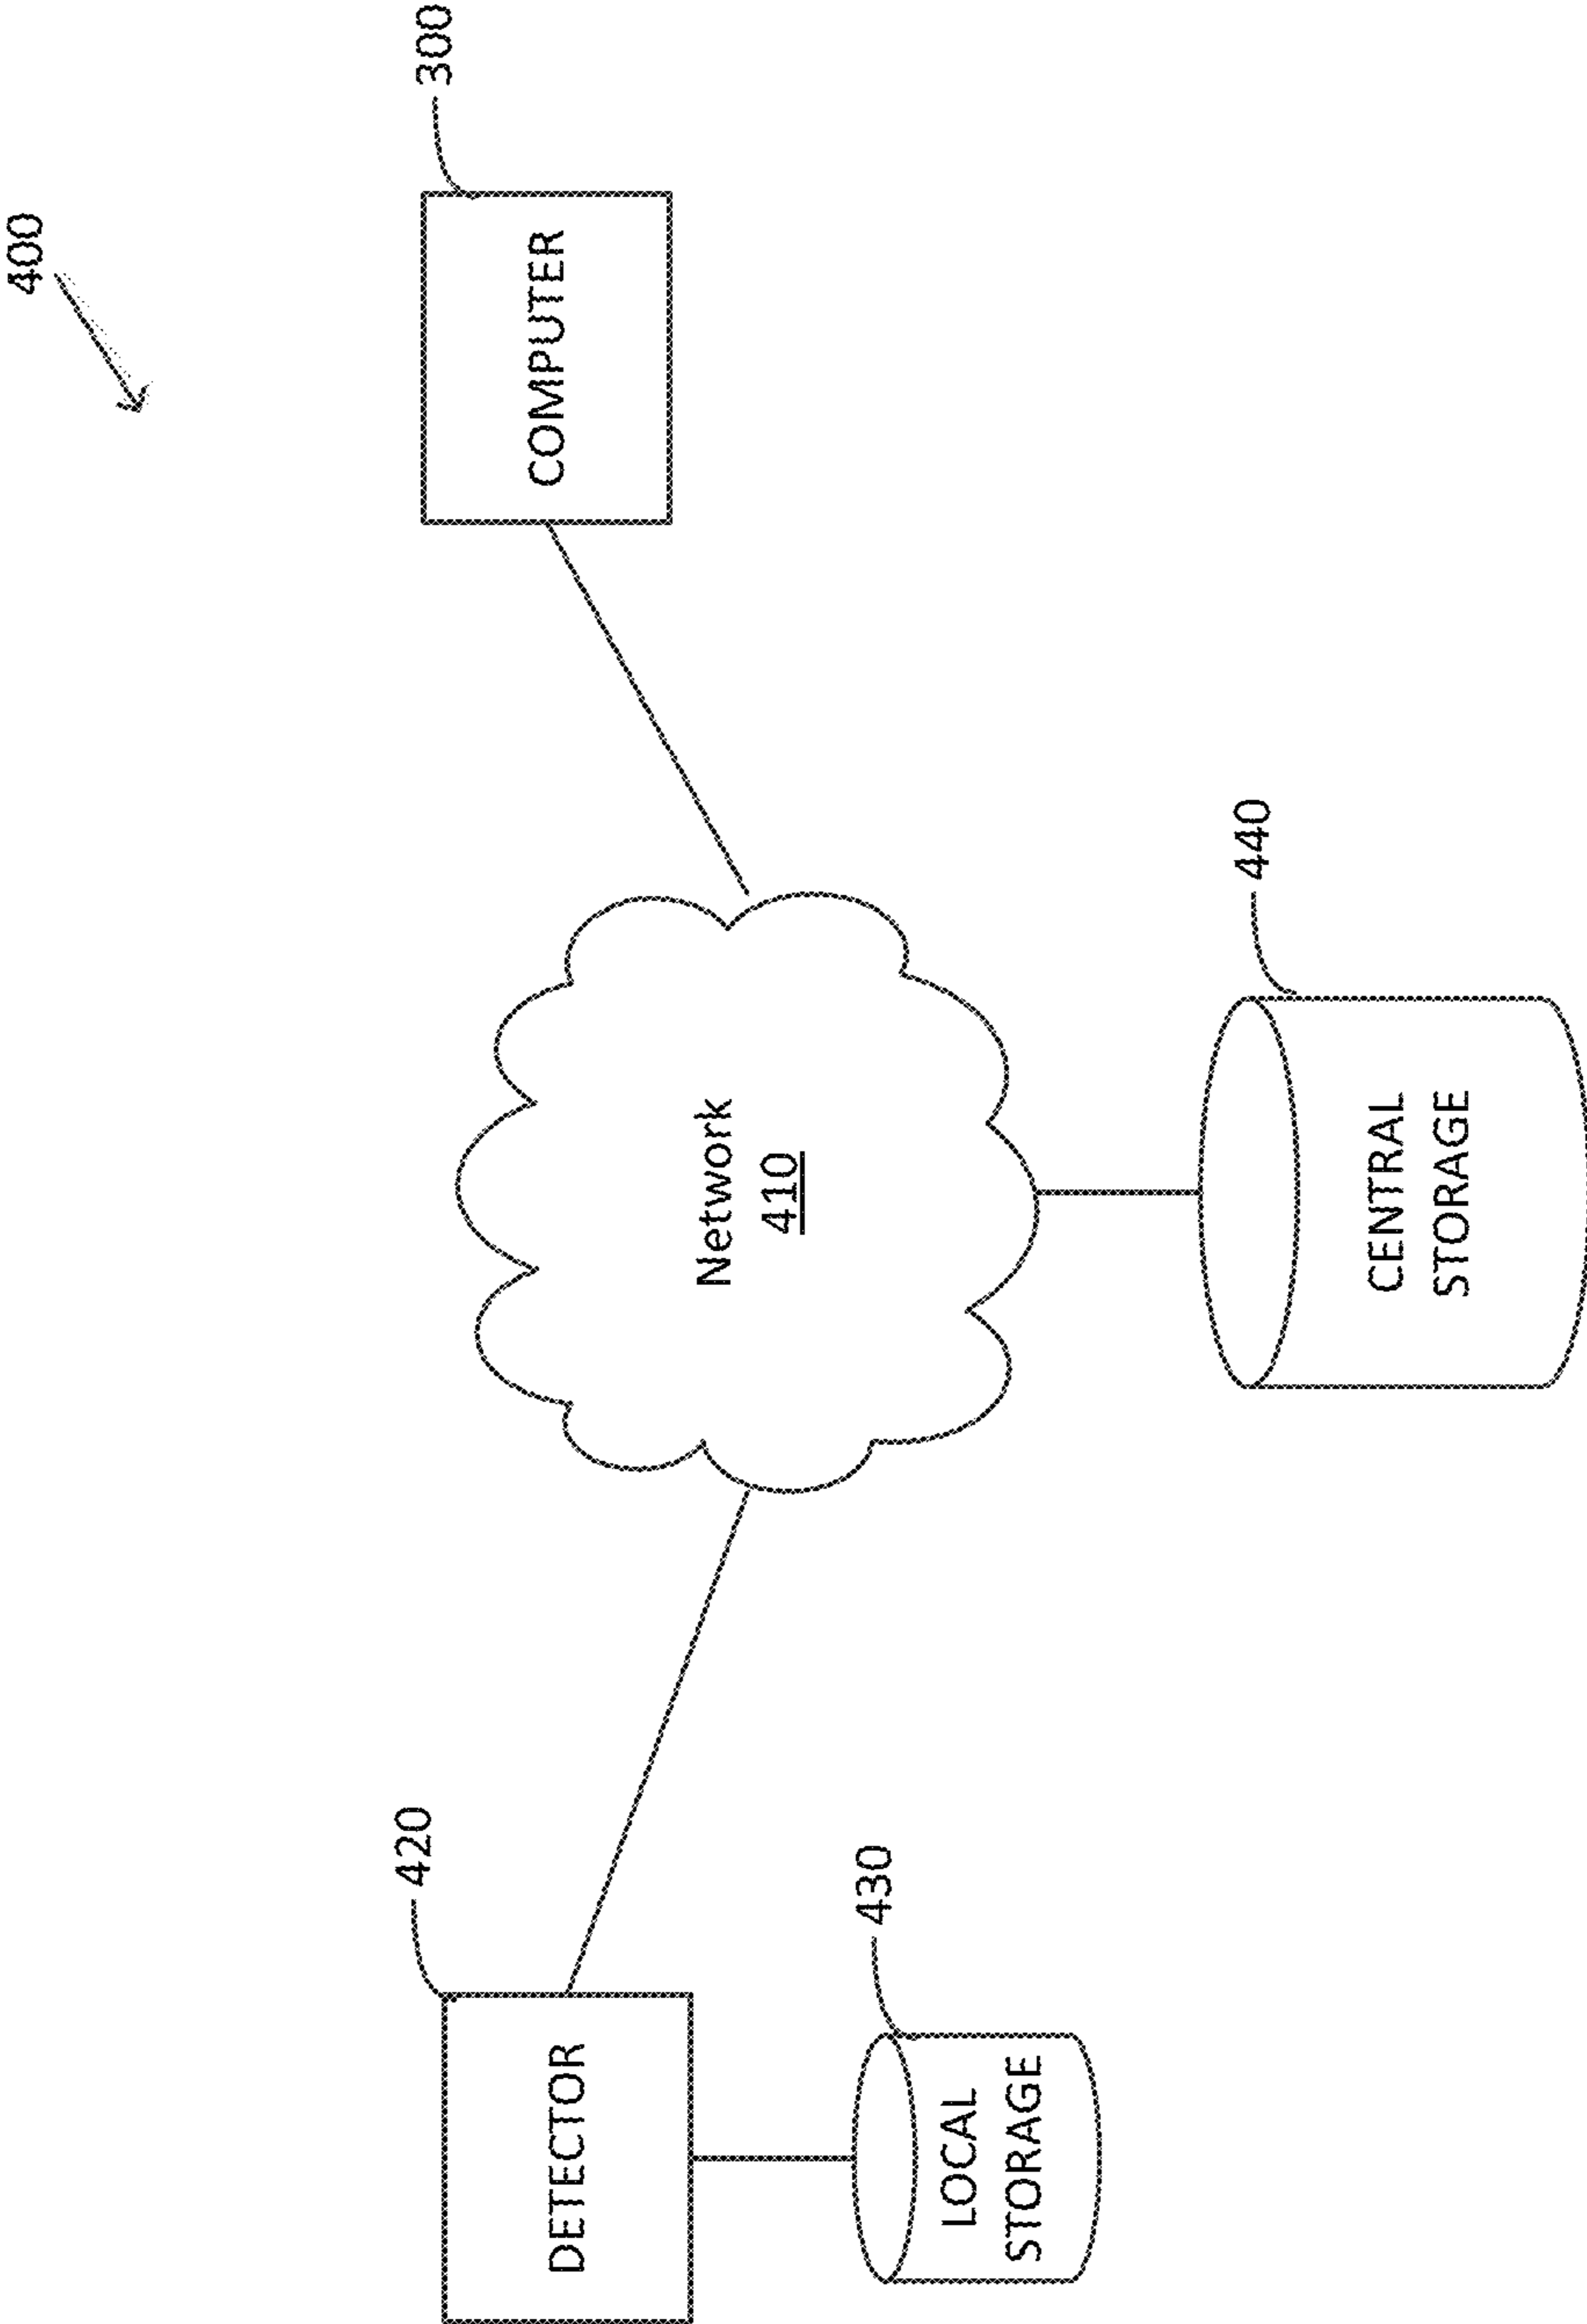 400
420
DETECTOR
430
LOCAL
STORAGE
Network
410
440
CENTRAL
STORAGE
300
COMPUTER